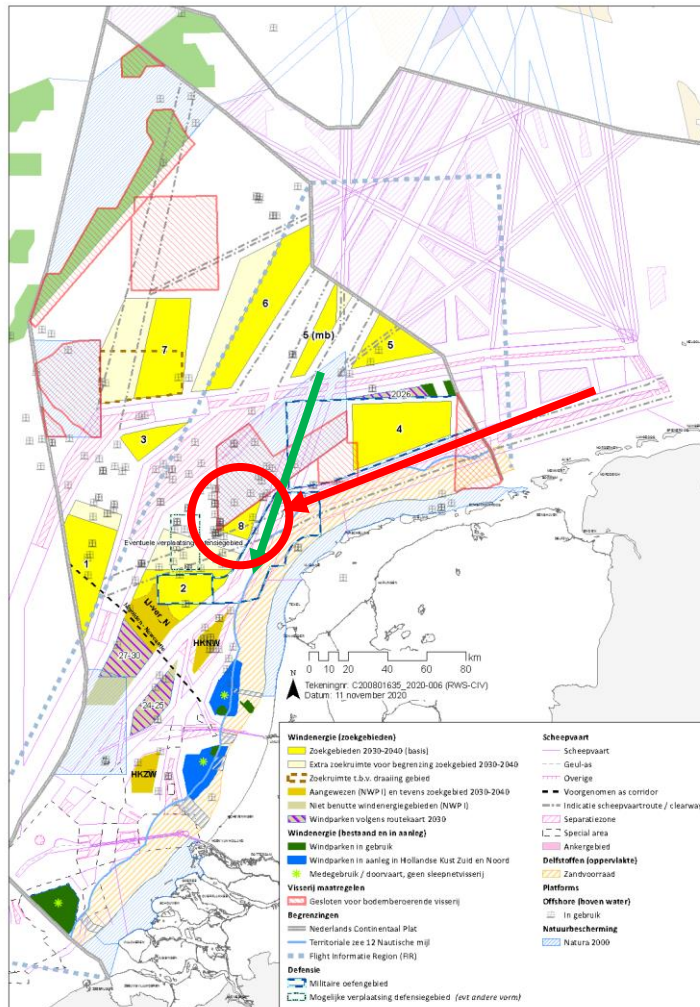 6
5 (mb)
5
7
2026
4
3
8
Eventuele verplaatsing defensiegebied
1
2
IJ-ver_N
HKNW
27-30
24-25
HKZW
0 10 20 40 60 80
km
N
Tekeningnr: C200801635_2020-006 (RWS-CIV)
Datum: 11 november 2020
Windenergie (zoekgebieden)
Zoekgebieden 2030-2040 (basis)
Extra zoekruimte voor begrenzing zoekgebied 2030-2040
Zoekruimte t.b.v. draaiing gebied
Aangewezen (NWP I) en tevens zoekgebied 2030-2040
Niet benutte windenergiegebieden (NWP I)
Windparken volgens routekaart 2030
Windenergie (bestaand en in aanleg)
Windparken in gebruik
Windparken in aanleg in Hollandse Kust Zuid en Noord
Medegebruik / doorvaart, geen sleepnetvisserij
Visserij maatregelen
Gesloten voor bodemberoerende visserij
Begrenzingen
Nederlands Continentaal Plat
Territoriale zee 12 Nautische mijl
Flight Informatie Region (FIR)
Defensie
Militaire oefengebied
Mogelijke verplaatsing defensiegebied (evt andere vorm)
Scheepvaart
Scheepvaart
Geul-as
Overige
Voorgenomen as corridor
Indicatie scheepvaartroute / clearway
Separatiezone
Special area
Ankergebied
Delfstoffen (oppervlakte)
Zandvoorraad
Platforms
Offshore (boven water)
In gebruik
Natuurbescherming
Natura 2000